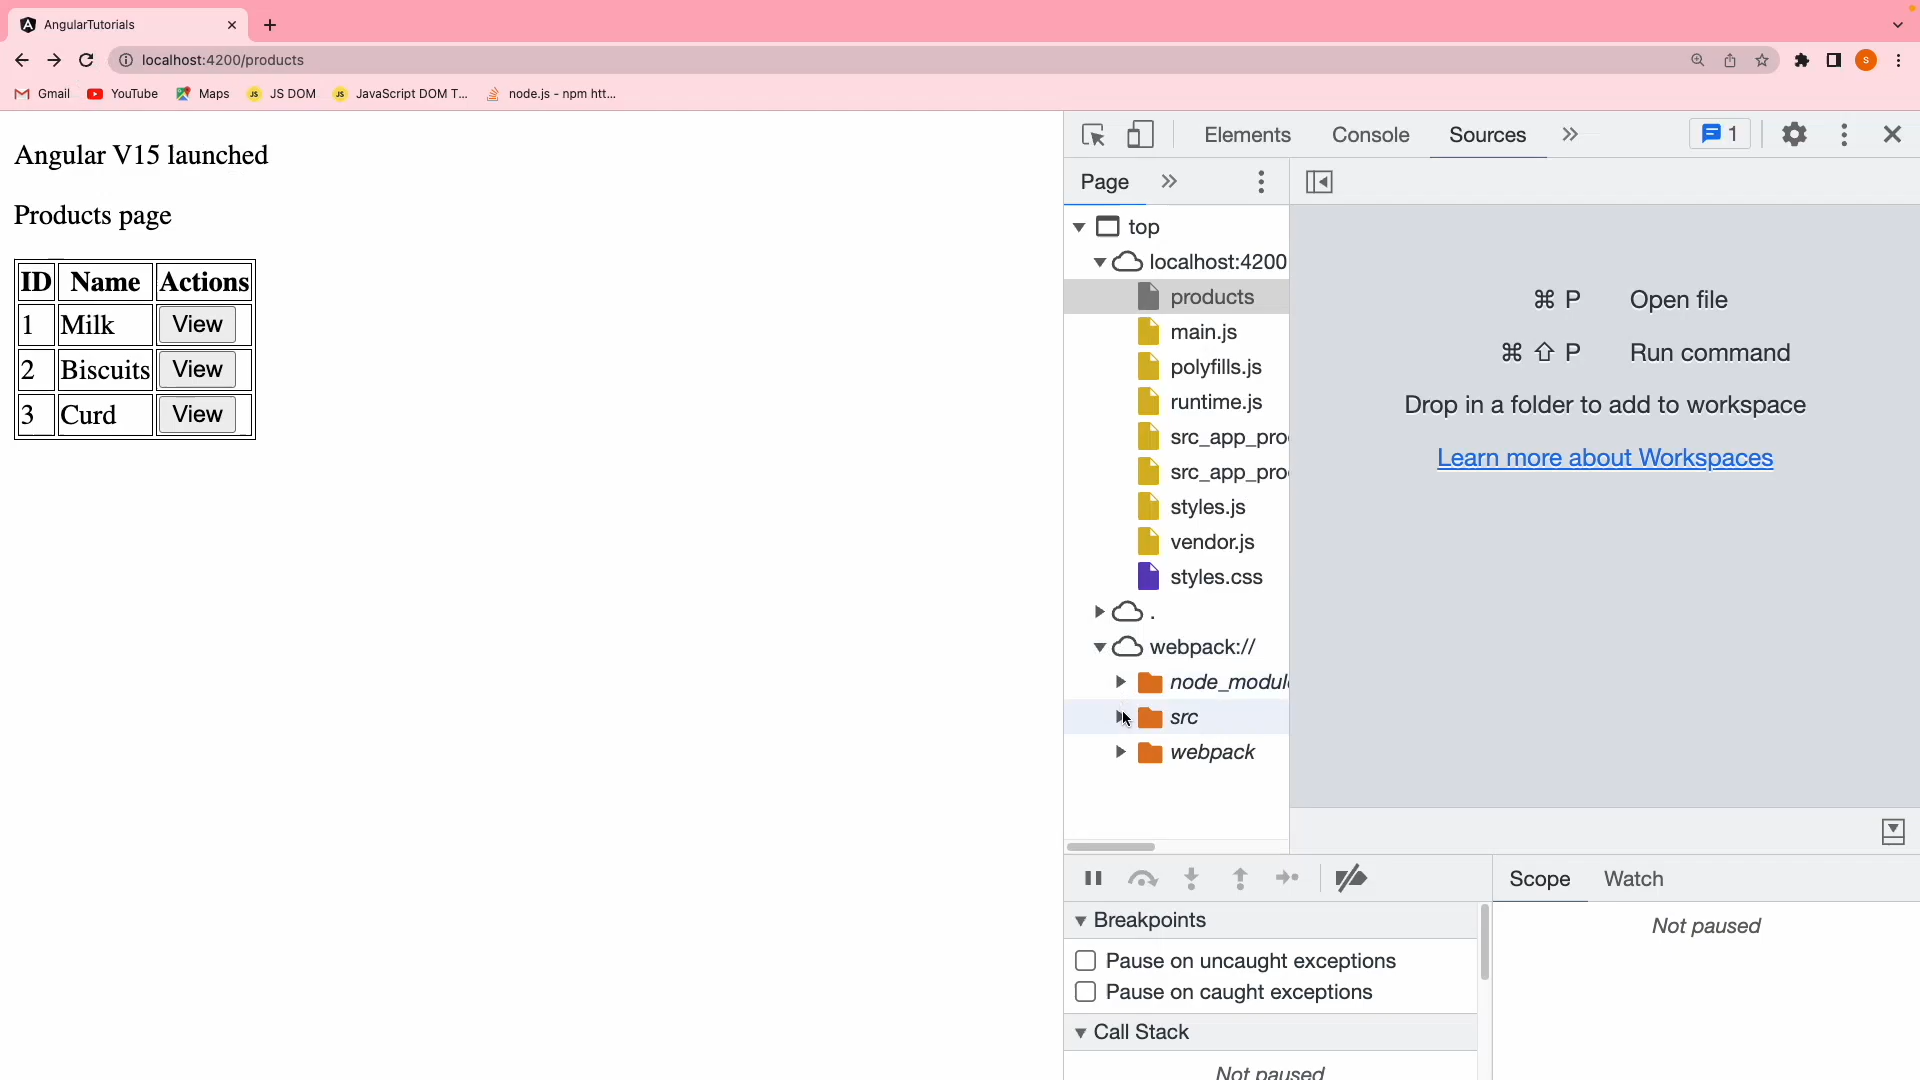 AngularTutorials
localhost:4200/products
S
Gmail
YouTube
Maps
JS DOM
JavaScript DOM T...
node.js - npm htt...
Angular V15 launched
Products page
ID Name Actions
1 Milk View
2 Biscuits View
3 Curd View
Elements Console Sources 1
Page
top
localhost:4200
products
main.js
polyfills.js
runtime.js
src_app_pro
src_app_pro
styles.js
vendor.js
styles.css
.
webpack://
node_modul
src
webpack
⌘ P Open file
⌘ ⇧ P Run command
Drop in a folder to add to workspace
Learn more about Workspaces
Scope Watch
Not paused
Breakpoints
Pause on uncaught exceptions
Pause on caught exceptions
Call Stack
Not paused